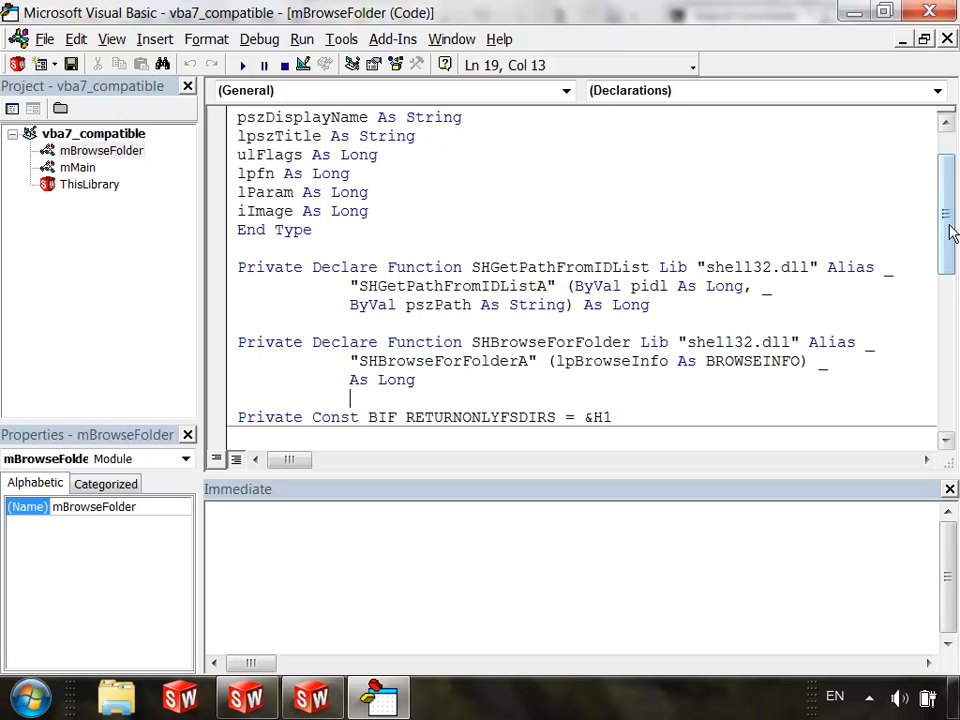 Microsoft Visual Basic - vba7_compatible - [mBrowseFolder (Code)]
File Edit View Insert Format Debug Run Tools Add-Ins Window Help
Ln 19, Col 13
Project - vba7_compatible
(General)
(Declarations)
vba7_compatible
mBrowseFolder
mMain
ThisLibrary
pszDisplayName As String
lpszTitle As String
ulFlags As Long
lpfn As Long
lParam As Long
iImage As Long
End Type
Private Declare Function SHGetPathFromIDList Lib "shell32.dll" Alias _
"SHGetPathFromIDListA" (ByVal pidl As Long, _
ByVal pszPath As String) As Long
Private Declare Function SHBrowseForFolder Lib "shell32.dll" Alias _
"SHBrowseForFolderA" (lpBrowseInfo As BROWSEINFO) _
As Long
Private Const BIF_RETURNONLYFSDIRS = &H1
Properties - mBrowseFolder
mBrowseFolde Module
Alphabetic Categorized
(Name) mBrowseFolder
Immediate
SW
SW
SW
EN